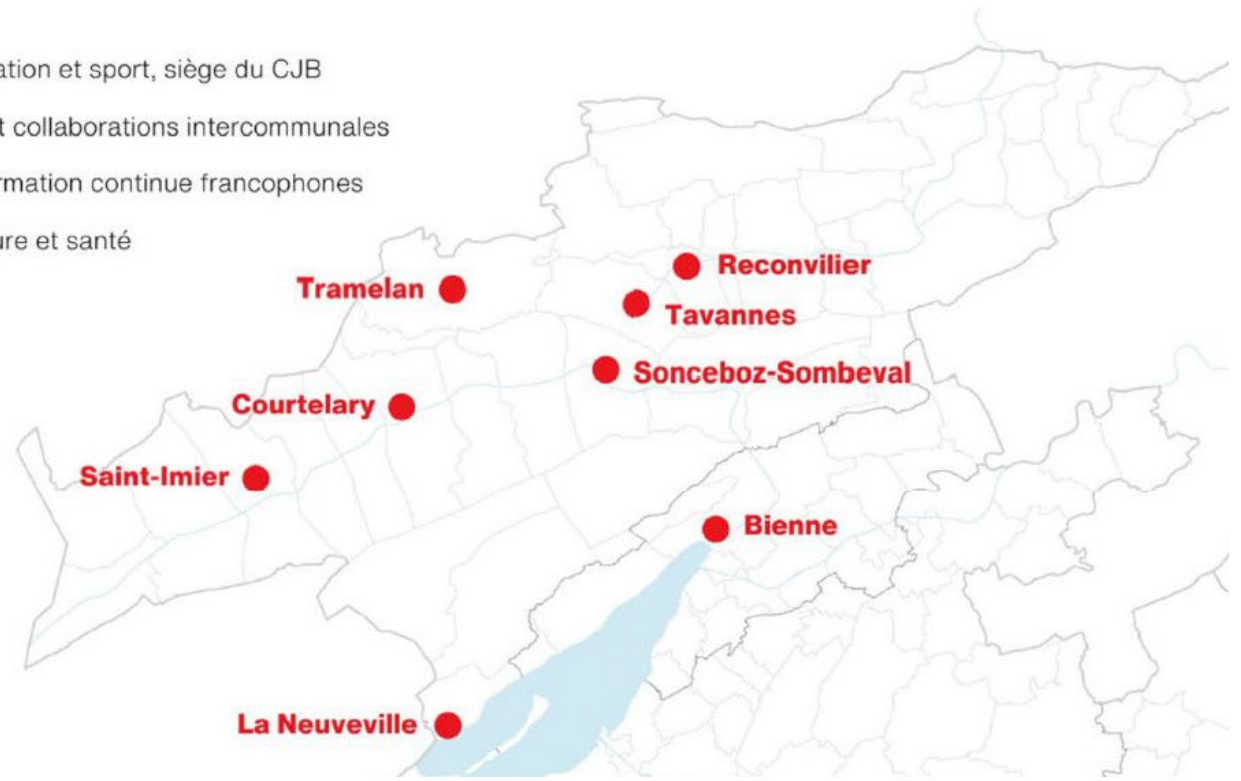 ation et sport, siège du CJB
t collaborations intercommunales
rmation continue francophones
ure et santé
Reconvilier
Tramelan
Tavannes
Sonceboz-Sombeval
Courtelary
Saint-Imier
Bienne
La Neuveville